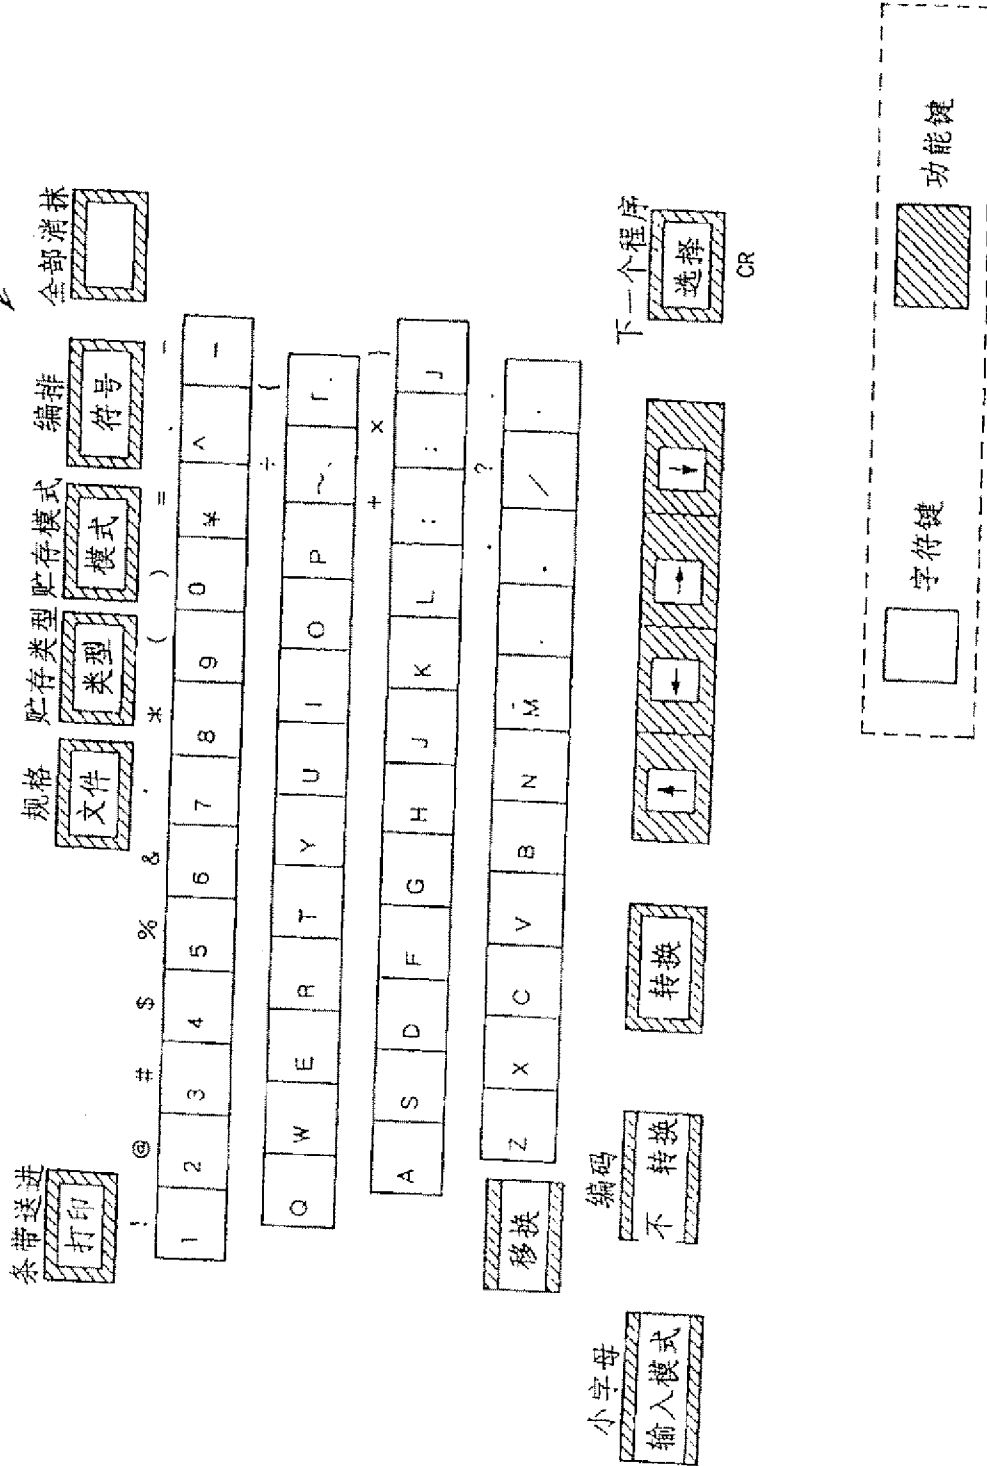 条带送进 规格 贮存类型 贮存模式 编排 全部消抹
打印 文件 类型 模式 符号
! @ # $ % & ' * ( ) = -
1 2 3 4 5 6 7 8 9 0 ¥ ^ —
÷ {
Q W E R T Y U I O P ~ 「
+ × }
A S D F G H J K L : ; 」
?
移换 Z X C V B N M . /
小字母 编码 下一个程序
输入模式 不 转换 转换 ↑ ← → ↓ 选择
CR
字符键 功能键